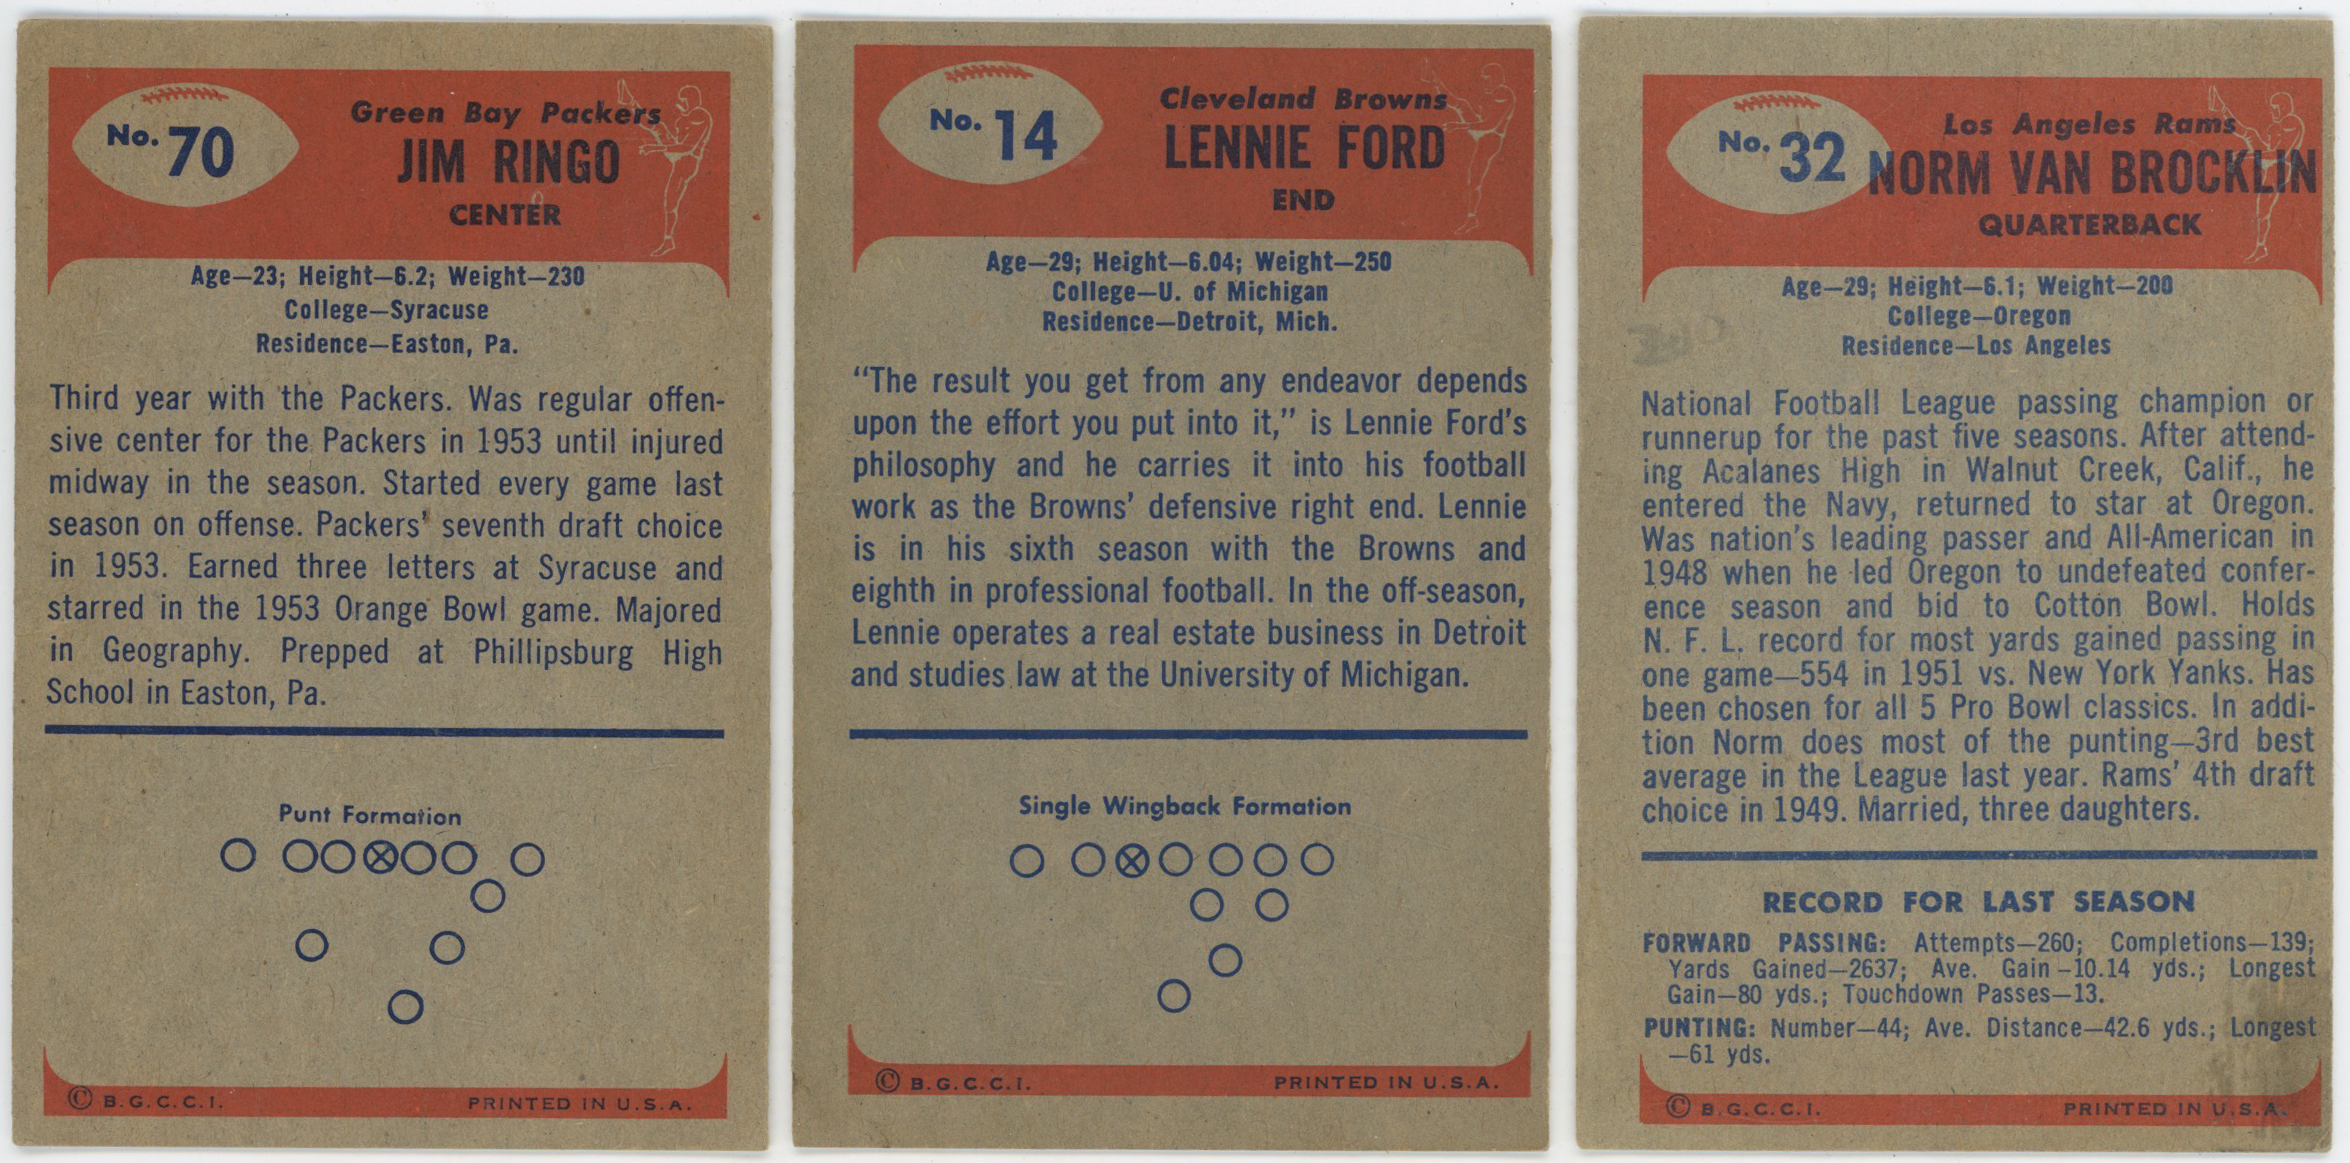 No. 70
Green Bay Packers
JIM RINGO
CENTER
Age—23; Height—6.2; Weight—230
College—Syracuse
Residence—Easton, Pa.
Third year with the Packers. Was regular offen-
sive center for the Packers in 1953 until injured
midway in the season. Started every game last
season on offense. Packers' seventh draft choice
in 1953. Earned three letters at Syracuse and
starred in the 1953 Orange Bowl game. Majored
in Geography. Prepped at Phillipsburg High
School in Easton, Pa.
Punt Formation
© B.G.C.C.I. PRINTED IN U.S.A.
No. 14
Cleveland Browns
LENNIE FORD
END
Age—29; Height—6.04; Weight—250
College—U. of Michigan
Residence—Detroit, Mich.
"The result you get from any endeavor depends
upon the effort you put into it," is Lennie Ford's
philosophy and he carries it into his football
work as the Browns' defensive right end. Lennie
is in his sixth season with the Browns and
eighth in professional football. In the off-season,
Lennie operates a real estate business in Detroit
and studies law at the University of Michigan.
Single Wingback Formation
© B.G.C.C.I. PRINTED IN U.S.A.
No. 32
Los Angeles Rams
NORM VAN BROCKLIN
QUARTERBACK
Age—29; Height—6.1; Weight—200
College—Oregon
Residence—Los Angeles
National Football League passing champion or
runnerup for the past five seasons. After attend-
ing Acalanes High in Walnut Creek, Calif., he
entered the Navy, returned to star at Oregon.
Was nation's leading passer and All-American in
1948 when he led Oregon to undefeated confer-
ence season and bid to Cotton Bowl. Holds
N. F. L. record for most yards gained passing in
one game—554 in 1951 vs. New York Yanks. Has
been chosen for all 5 Pro Bowl classics. In addi-
tion Norm does most of the punting—3rd best
average in the League last year. Rams' 4th draft
choice in 1949. Married, three daughters.
RECORD FOR LAST SEASON
FORWARD PASSING: Attempts—260; Completions—139;
Yards Gained—2637; Ave. Gain—10.14 yds.; Longest
Gain—80 yds.; Touchdown Passes—13.
PUNTING: Number—44; Ave. Distance—42.6 yds.; Longest
—61 yds.
© B.G.C.C.I. PRINTED IN U.S.A.